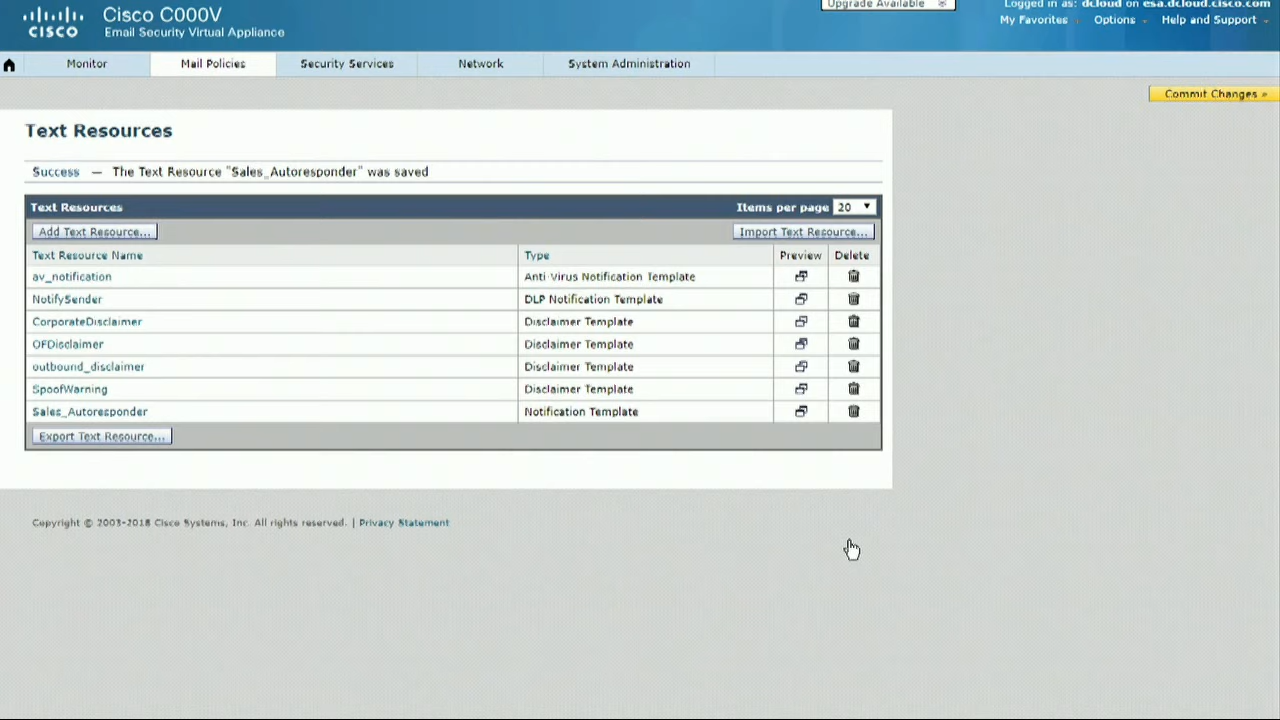 Upgrade Available
Logged in as: dcloud on esa.dcloud.cisco.com
CISCO
Cisco C000V
Email Security Virtual Appliance
My Favorites Options Help and Support
Monitor Mail Policies Security Services Network System Administration
Commit Changes »
Text Resources
Success — The Text Resource "Sales_Autoresponder" was saved
Text Resources Items per page 20
Add Text Resource... Import Text Resource...
Text Resource Name Type Preview Delete
av_notification Anti-Virus Notification Template
NotifySender DLP Notification Template
CorporateDisclaimer Disclaimer Template
OFDisclaimer Disclaimer Template
outbound_disclaimer Disclaimer Template
SpoofWarning Disclaimer Template
Sales_Autoresponder Notification Template
Export Text Resource...
Copyright © 2003-2018 Cisco Systems, Inc. All rights reserved. | Privacy Statement